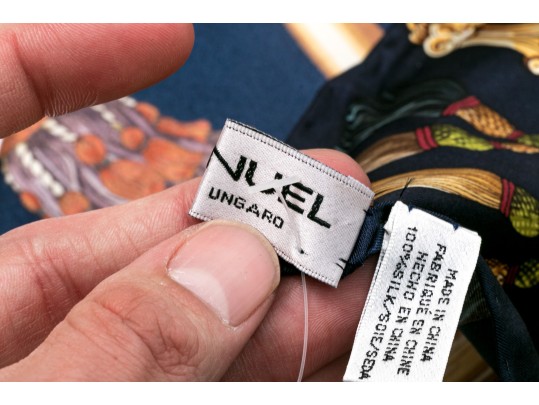 NUEL
UNGARO
MADE IN CHINA
FABRIQUÉ EN CHINE
HECHO EN CHINA
100%SILK/SOIE/SEDA